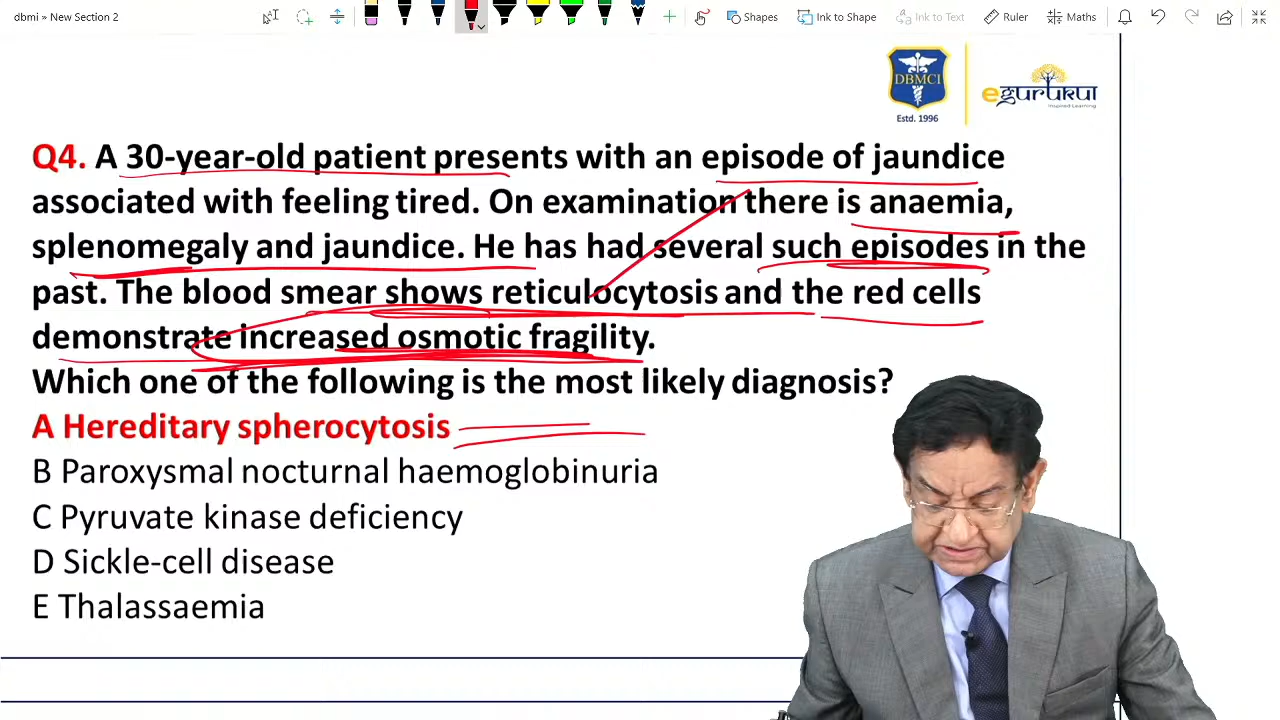 dbmi » New Section 2
Shapes
Ink to Shape
Ink to Text
Ruler
Maths
DBMCI
Estd. 1996
egurukul
Inspired Learning
Q4. A 30-year-old patient presents with an episode of jaundice
associated with feeling tired. On examination there is anaemia,
splenomegaly and jaundice. He has had several such episodes in the
past. The blood smear shows reticulocytosis and the red cells
demonstrate increased osmotic fragility.
Which one of the following is the most likely diagnosis?
A Hereditary spherocytosis
B Paroxysmal nocturnal haemoglobinuria
C Pyruvate kinase deficiency
D Sickle-cell disease
E Thalassaemia